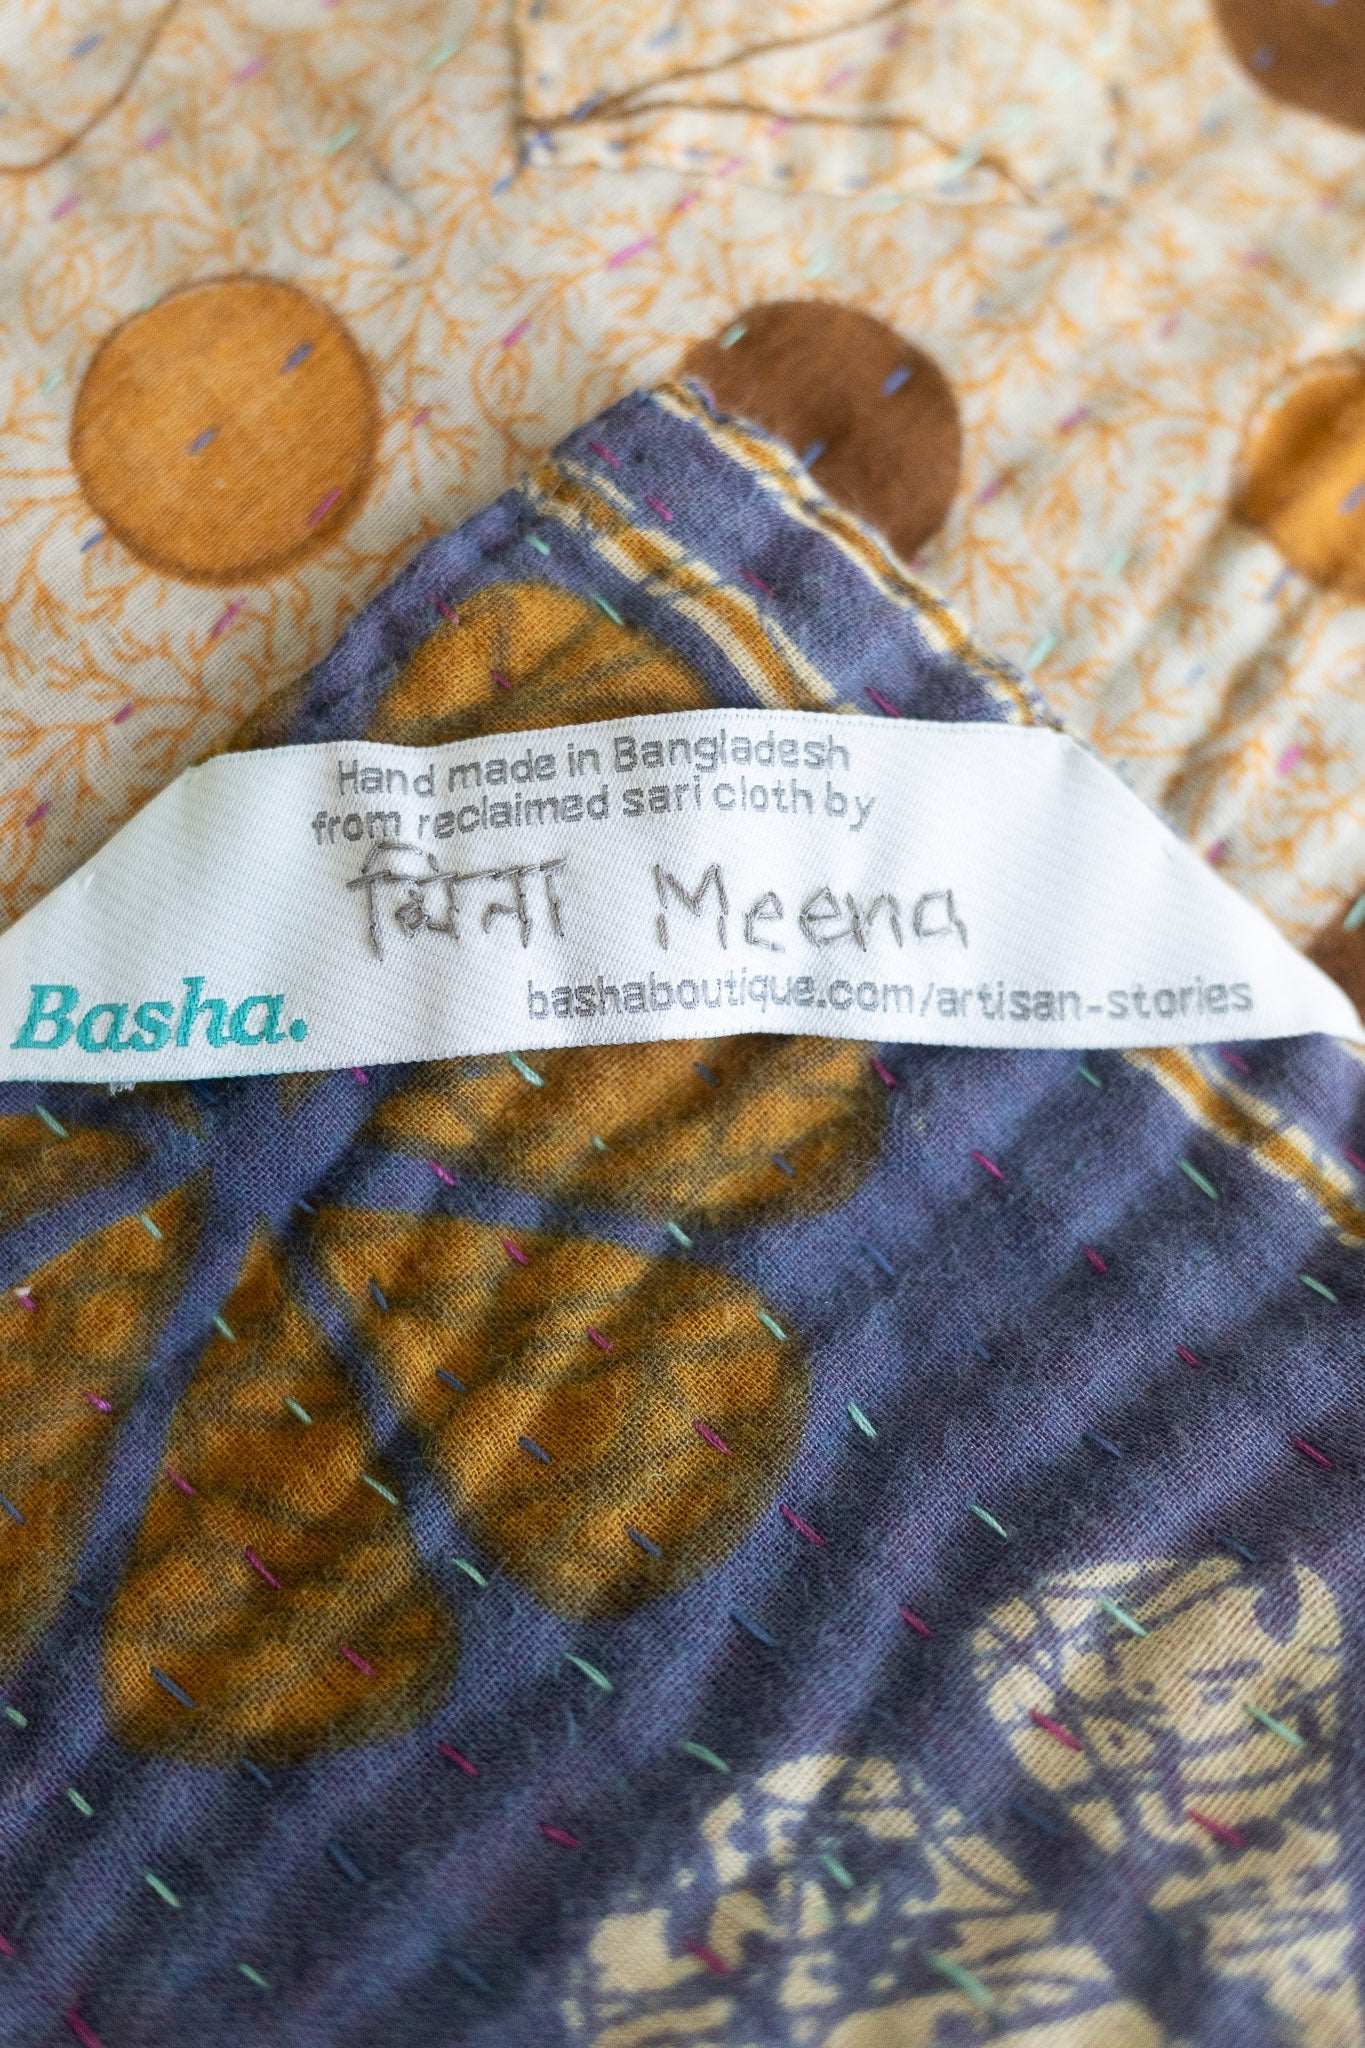 Hand made in Bangladesh
from reclaimed sari cloth by
মিনা Meena
Basha.
bashaboutique.com/artisan-stories